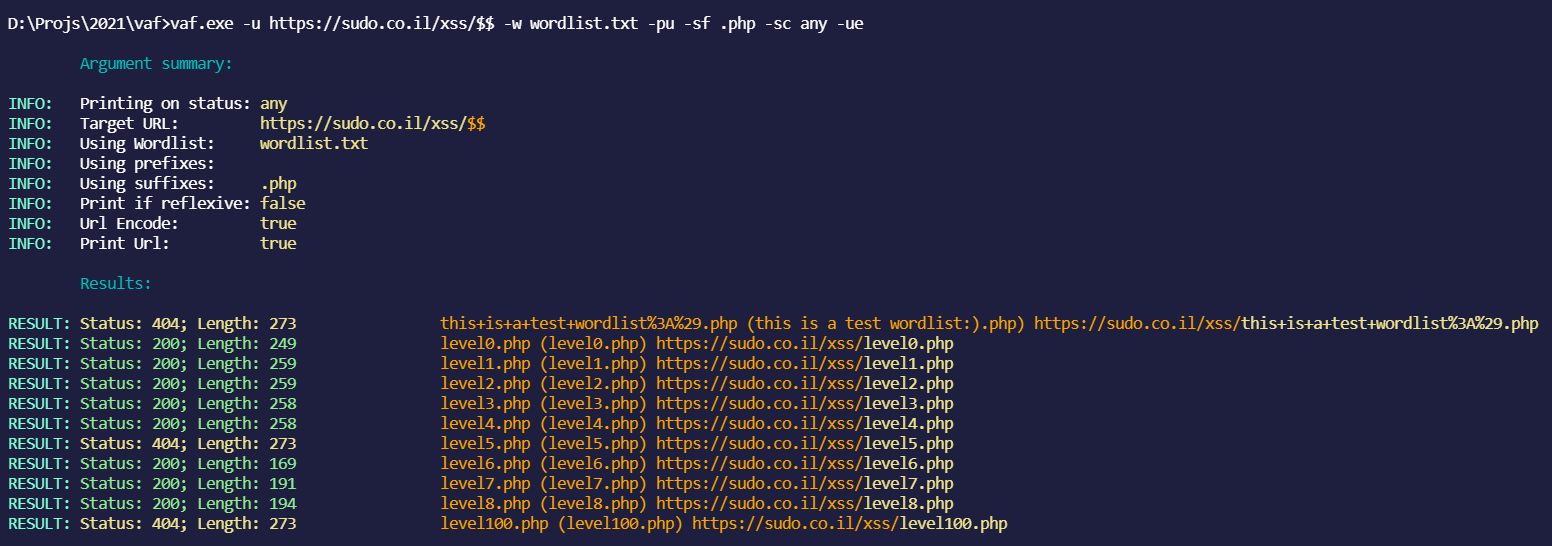 D:\Projs\2021\vaf>vaf.exe -u https://sudo.co.il/xss/$$ -w wordlist.txt -pu -sf .php -sc any -ue
Argument summary:
INFO: Printing on status: any
INFO: Target URL: https://sudo.co.il/xss/$$
INFO: Using Wordlist: wordlist.txt
INFO: Using prefixes:
INFO: Using suffixes: .php
INFO: Print if reflexive: false
INFO: Url Encode: true
INFO: Print Url: true
Results:
RESULT: Status: 404; Length: 273 this+is+a+test+wordlist%3A%29.php (this is a test wordlist:).php) https://sudo.co.il/xss/this+is+a+test+wordlist%3A%29.php
RESULT: Status: 200; Length: 249 level0.php (level0.php) https://sudo.co.il/xss/level0.php
RESULT: Status: 200; Length: 259 level1.php (level1.php) https://sudo.co.il/xss/level1.php
RESULT: Status: 200; Length: 259 level2.php (level2.php) https://sudo.co.il/xss/level2.php
RESULT: Status: 200; Length: 258 level3.php (level3.php) https://sudo.co.il/xss/level3.php
RESULT: Status: 200; Length: 258 level4.php (level4.php) https://sudo.co.il/xss/level4.php
RESULT: Status: 404; Length: 273 level5.php (level5.php) https://sudo.co.il/xss/level5.php
RESULT: Status: 200; Length: 169 level6.php (level6.php) https://sudo.co.il/xss/level6.php
RESULT: Status: 200; Length: 191 level7.php (level7.php) https://sudo.co.il/xss/level7.php
RESULT: Status: 200; Length: 194 level8.php (level8.php) https://sudo.co.il/xss/level8.php
RESULT: Status: 404; Length: 273 level100.php (level100.php) https://sudo.co.il/xss/level100.php